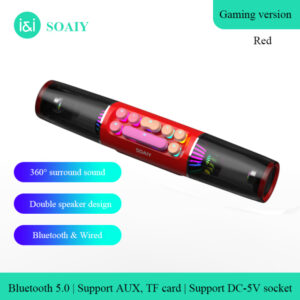 i&i SOAIY
Gaming version
Red
SOAIY
360° surround sound
Double speaker design
Bluetooth & Wired
Bluetooth 5.0 | Support AUX, TF card | Support DC-5V socket